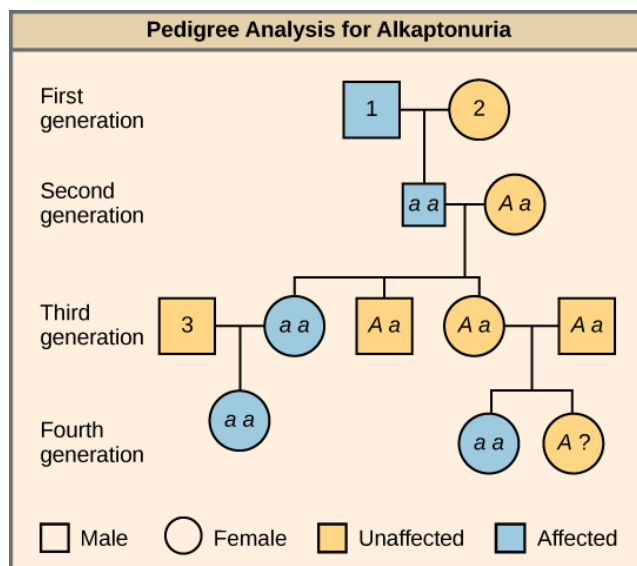 Pedigree Analysis for Alkaptonuria
First
generation
1
2
Second
generation
a a
A a
Third
generation
3
a a
A a
A a
A a
Fourth
generation
a a
a a
A ?
Male
Female
Unaffected
Affected